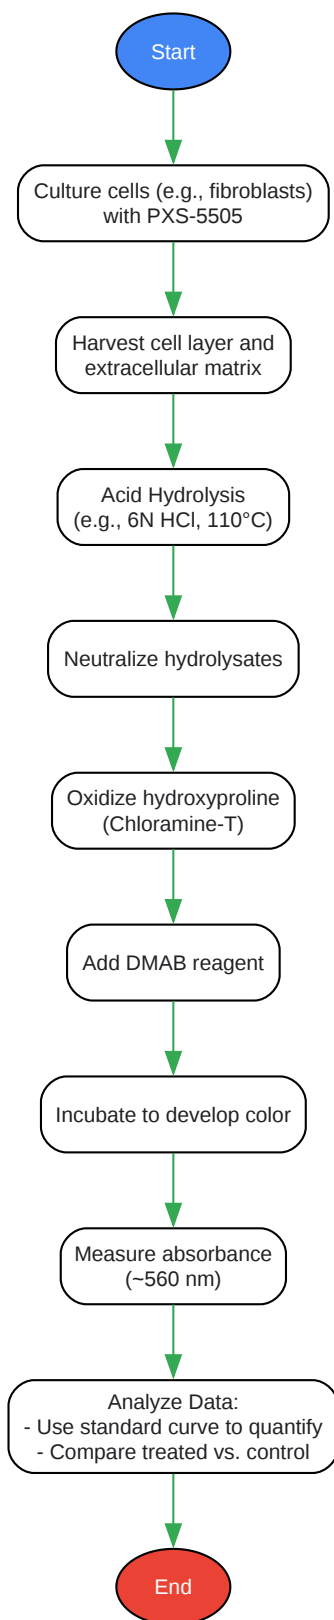 Start
Culture cells (e.g., fibroblasts)
with PXS-5505
Harvest cell layer and
extracellular matrix
Acid Hydrolysis
(e.g., 6N HCl, 110°C)
Neutralize hydrolysates
Oxidize hydroxyproline
(Chloramine-T)
Add DMAB reagent
Incubate to develop color
Measure absorbance
(~560 nm)
Analyze Data:
- Use standard curve to quantify
- Compare treated vs. control
End